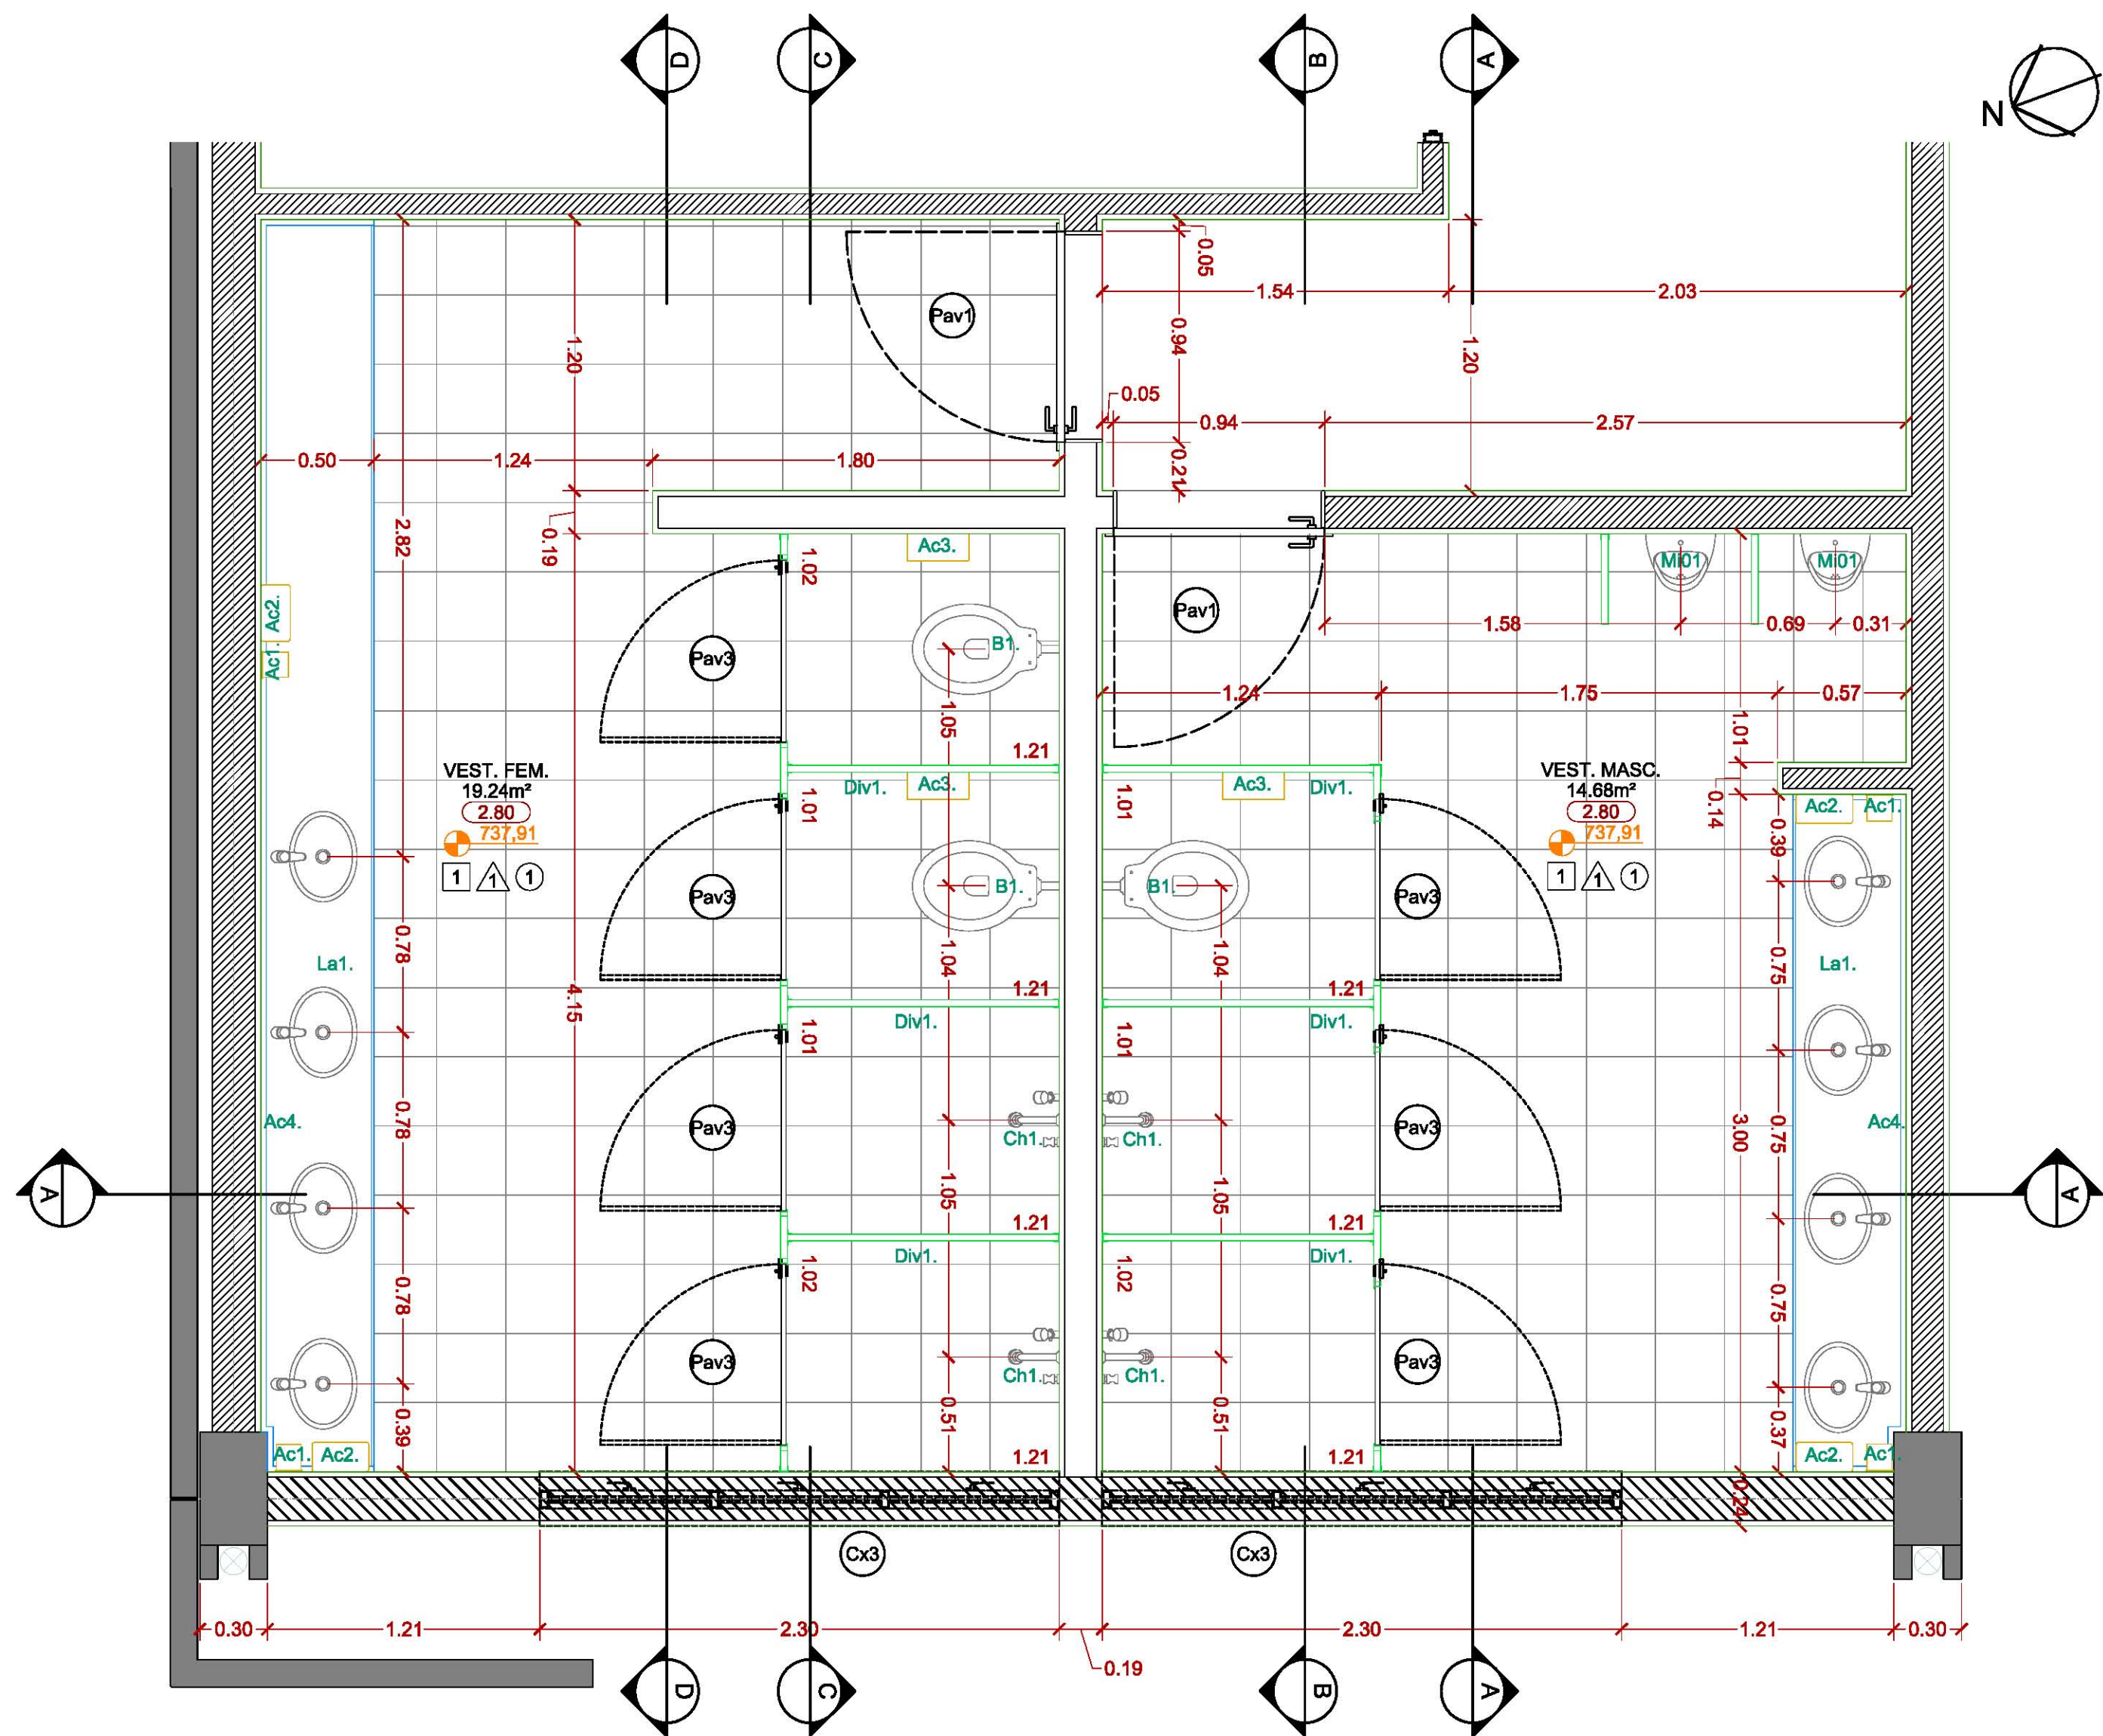 D
C
B
A
N
0.05
1.54
2.03
Pav1
0.94
1.20
1.20
0.05
0.94
2.57
0.50
1.24
1.80
0.21
2.82
0.19
1.02
Ac3.
Mi01
Mi01
Ac2.
Ac1.
Pav3
B1.
Pav1
1.58
0.69
0.31
1.05
1.24
1.75
0.57
1.01
1.21
VEST. FEM.
19.24m²
2.80
737,91
1 1 1
Div1.
Ac3.
1.01
1.01
Ac3.
Div1.
VEST. MASC.
14.68m²
2.80
737,91
1 1 1
0.14
Ac2.
Ac1.
0.39
Pav3
B1.
B1.
Pav3
0.78
La1.
1.04
1.04
0.75
La1.
4.15
1.21
1.21
Div1.
Div1.
1.01
1.01
0.78
Ac4.
Pav3
Ch1.
Ch1.
Pav3
3.00
0.75
Ac4.
A
A
1.05
1.05
1.21
1.21
Div1.
Div1.
0.78
1.02
1.02
0.75
Pav3
Ch1.
Ch1.
Pav3
0.39
0.51
0.51
0.37
Ac1.
Ac2.
1.21
1.21
Ac2.
Ac1.
0.24
Cx3
Cx3
0.30
1.21
2.30
2.30
1.21
0.30
0.19
D
C
B
A